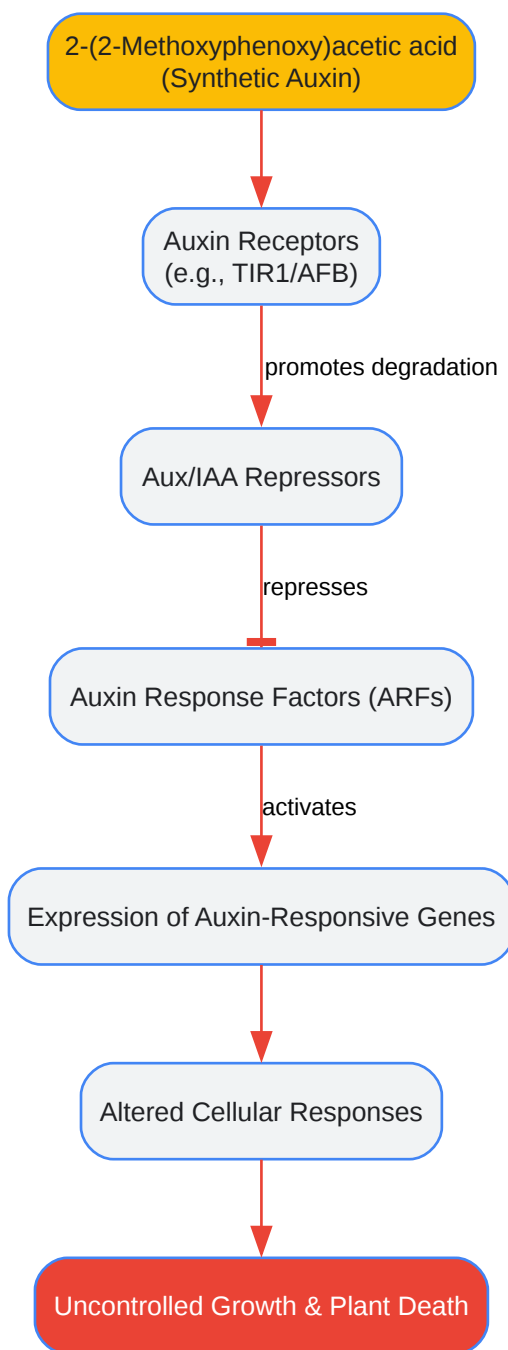 2-(2-Methoxyphenoxy)acetic acid
(Synthetic Auxin)
Auxin Receptors
(e.g., TIR1/AFB)
promotes degradation
Aux/IAA Repressors
represses
Auxin Response Factors (ARFs)
activates
Expression of Auxin-Responsive Genes
Altered Cellular Responses
Uncontrolled Growth & Plant Death